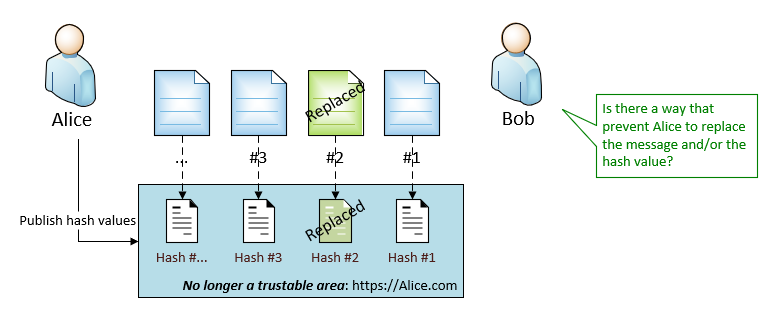 Alice
Bob
Is there a way that
prevent Alice to replace
the message and/or the
hash value?
Replaced
...
#3
#2
#1
Publish hash values
Replaced
Hash #...
Hash #3
Hash #2
Hash #1
No longer a trustable area: https://Alice.com